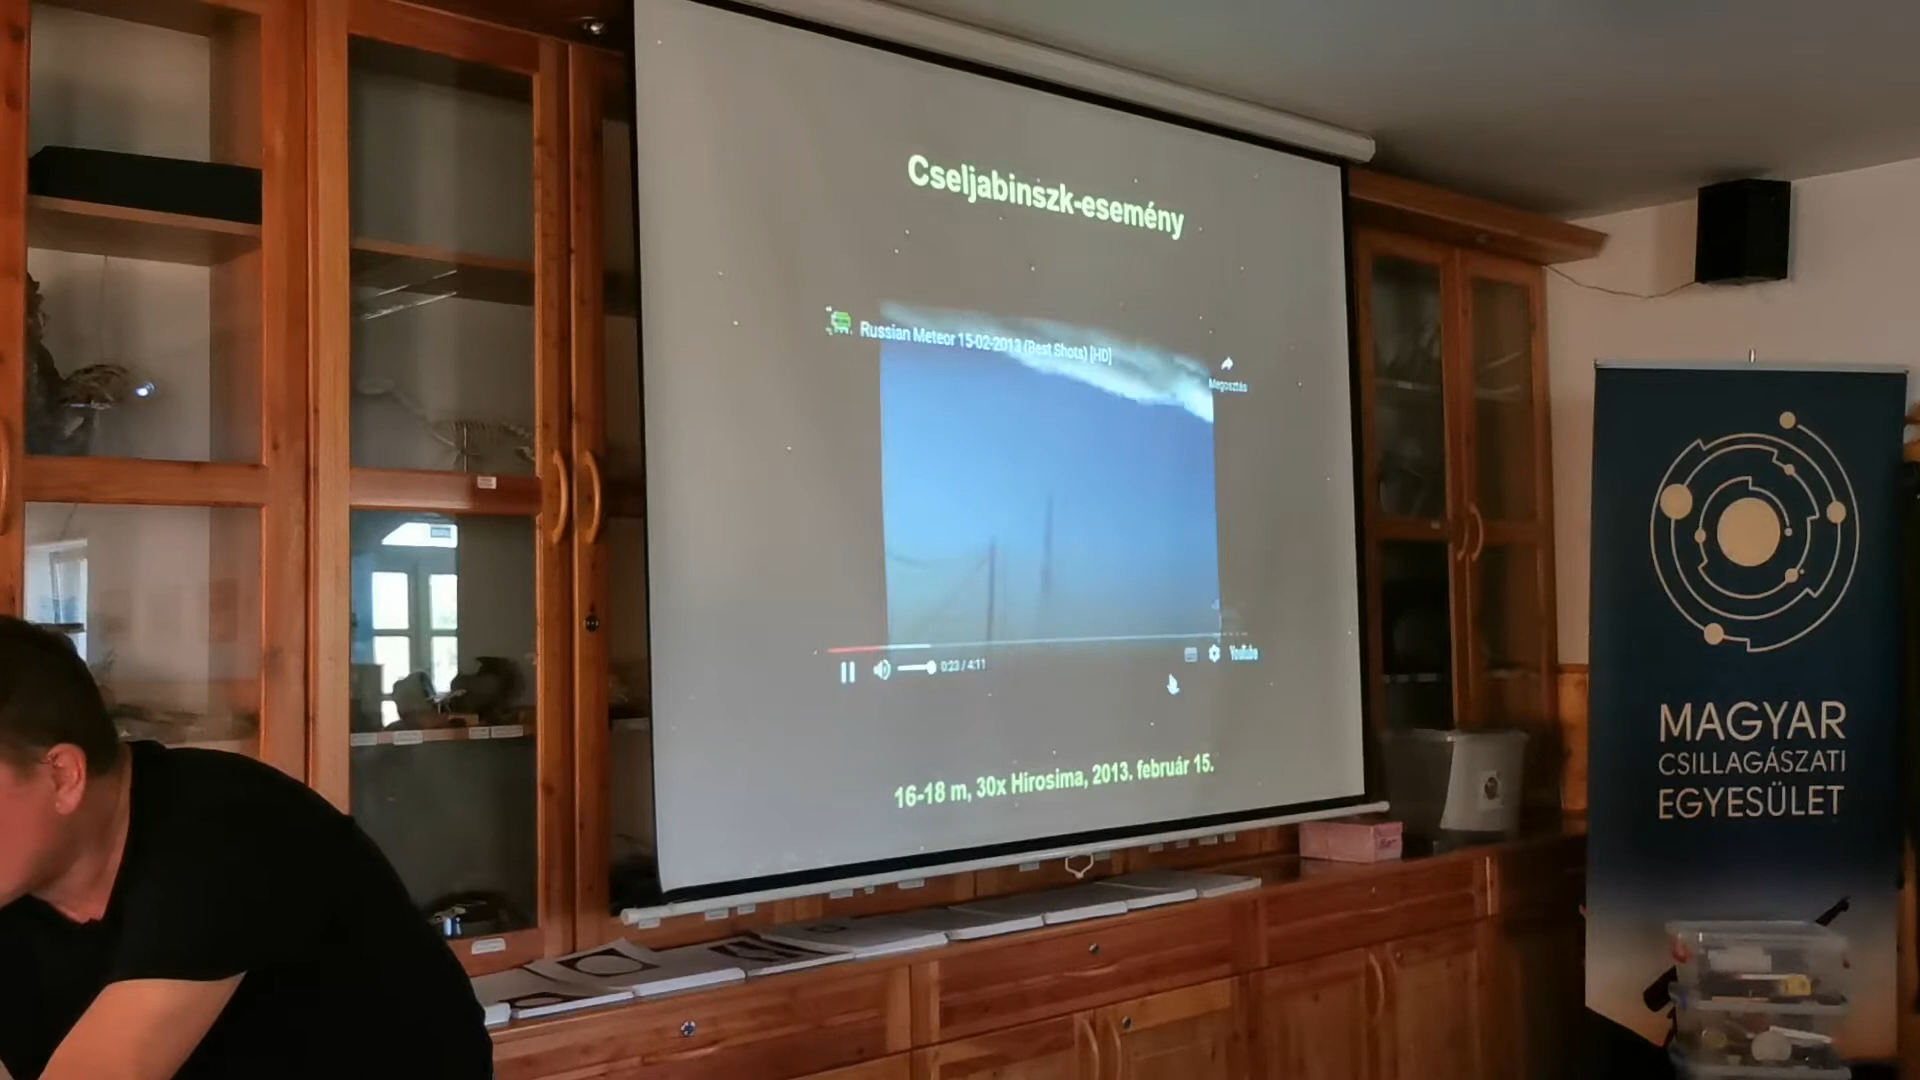 Cseljabinszk-esemény
Russian Meteor 15-02-2013 (Best Shots) [HD]
Megosztás
0:23 / 4:11
YouTube
16-18 m, 30x Hirosima, 2013. február 15.
MAGYAR
CSILLAGÁSZATI
EGYESÜLET